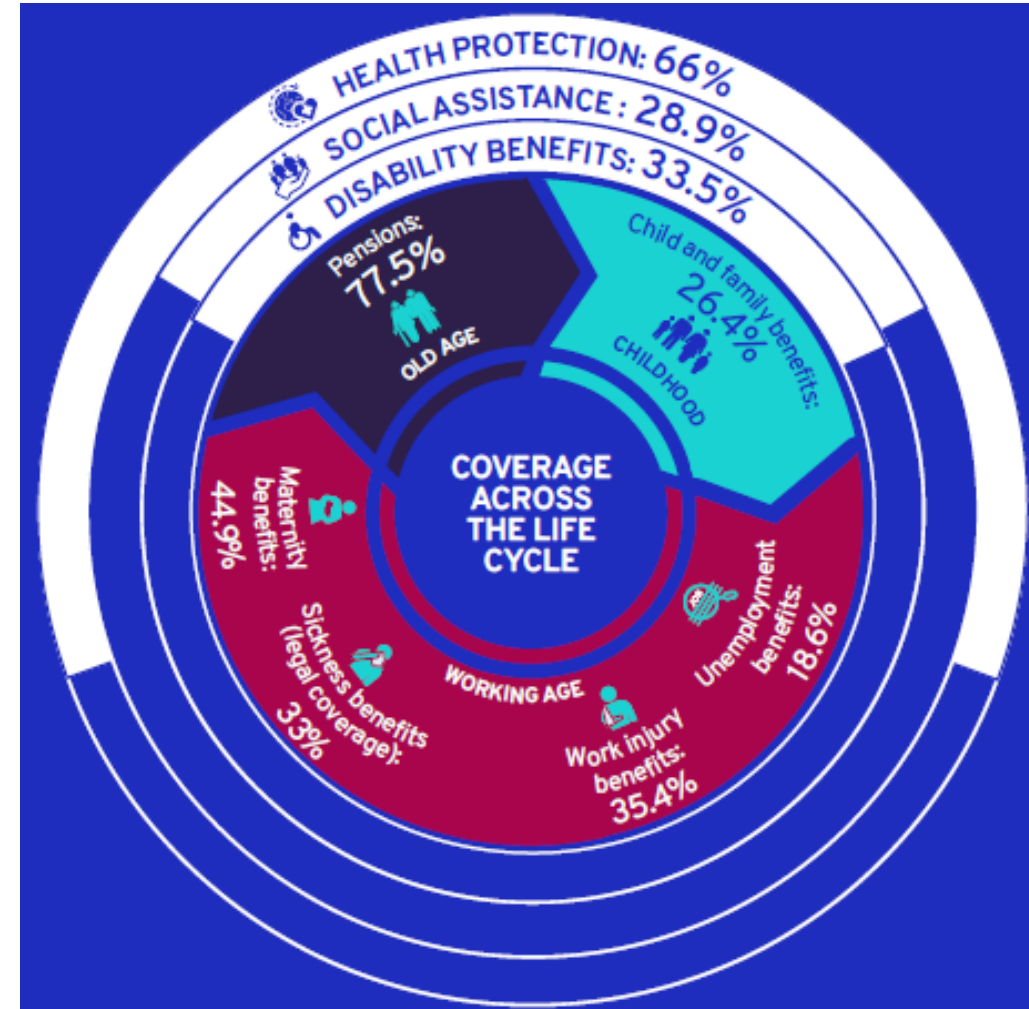 HEALTH PROTECTION: 66%
SOCIAL ASSISTANCE : 28.9%
DISABILITY BENEFITS: 33.5%
Pensions:
77.5%
OLD AGE
Child and family benefits:
26.4%
CHILDHOOD
COVERAGE
ACROSS
THE LIFE
CYCLE
Maternity
benefits:
44.9%
Sickness benefits
(legal coverage):
33%
WORKING AGE
Work injury
benefits:
35.4%
JOB
Unemployment
benefits:
18.6%